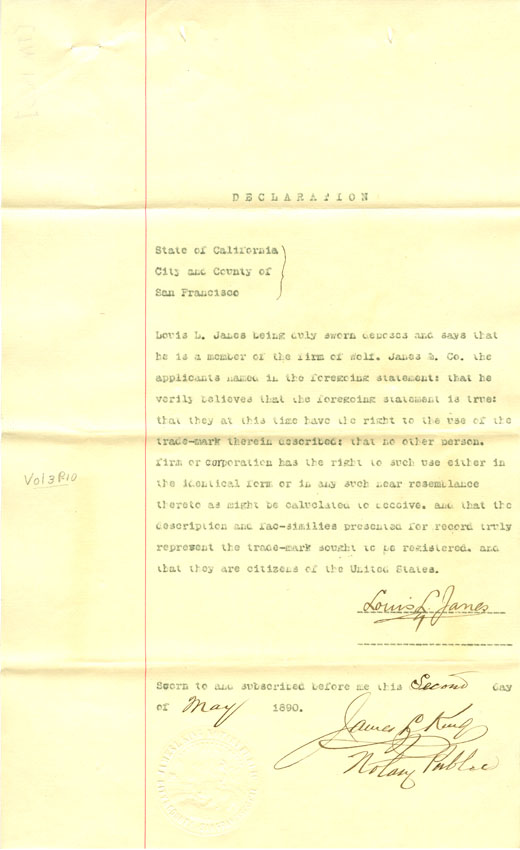 DECLARATION
State of California
City and County of
San Francisco
Louis L. Janes being duly sworn deposes and says that
he is a member of the firm of Wolf, Janes & Co. the
applicants named in the foregoing statement: that he
verily believes that the foregoing statement is true:
that they at this time have the right to the use of the
trade-mark therein described: that no other person,
firm or corporation has the right to such use either in
the identical form or in any such near resemblance
thereto as might be calculated to deceive, and that the
description and fac-similies presented for record truly
represent the trade-mark sought to be registered, and
that they are citizens of the United States.
Vol 3 P10
Louis L. Janes
Sworn to and subscribed before me this Second day
of May 1890.
James L King
Notary Public